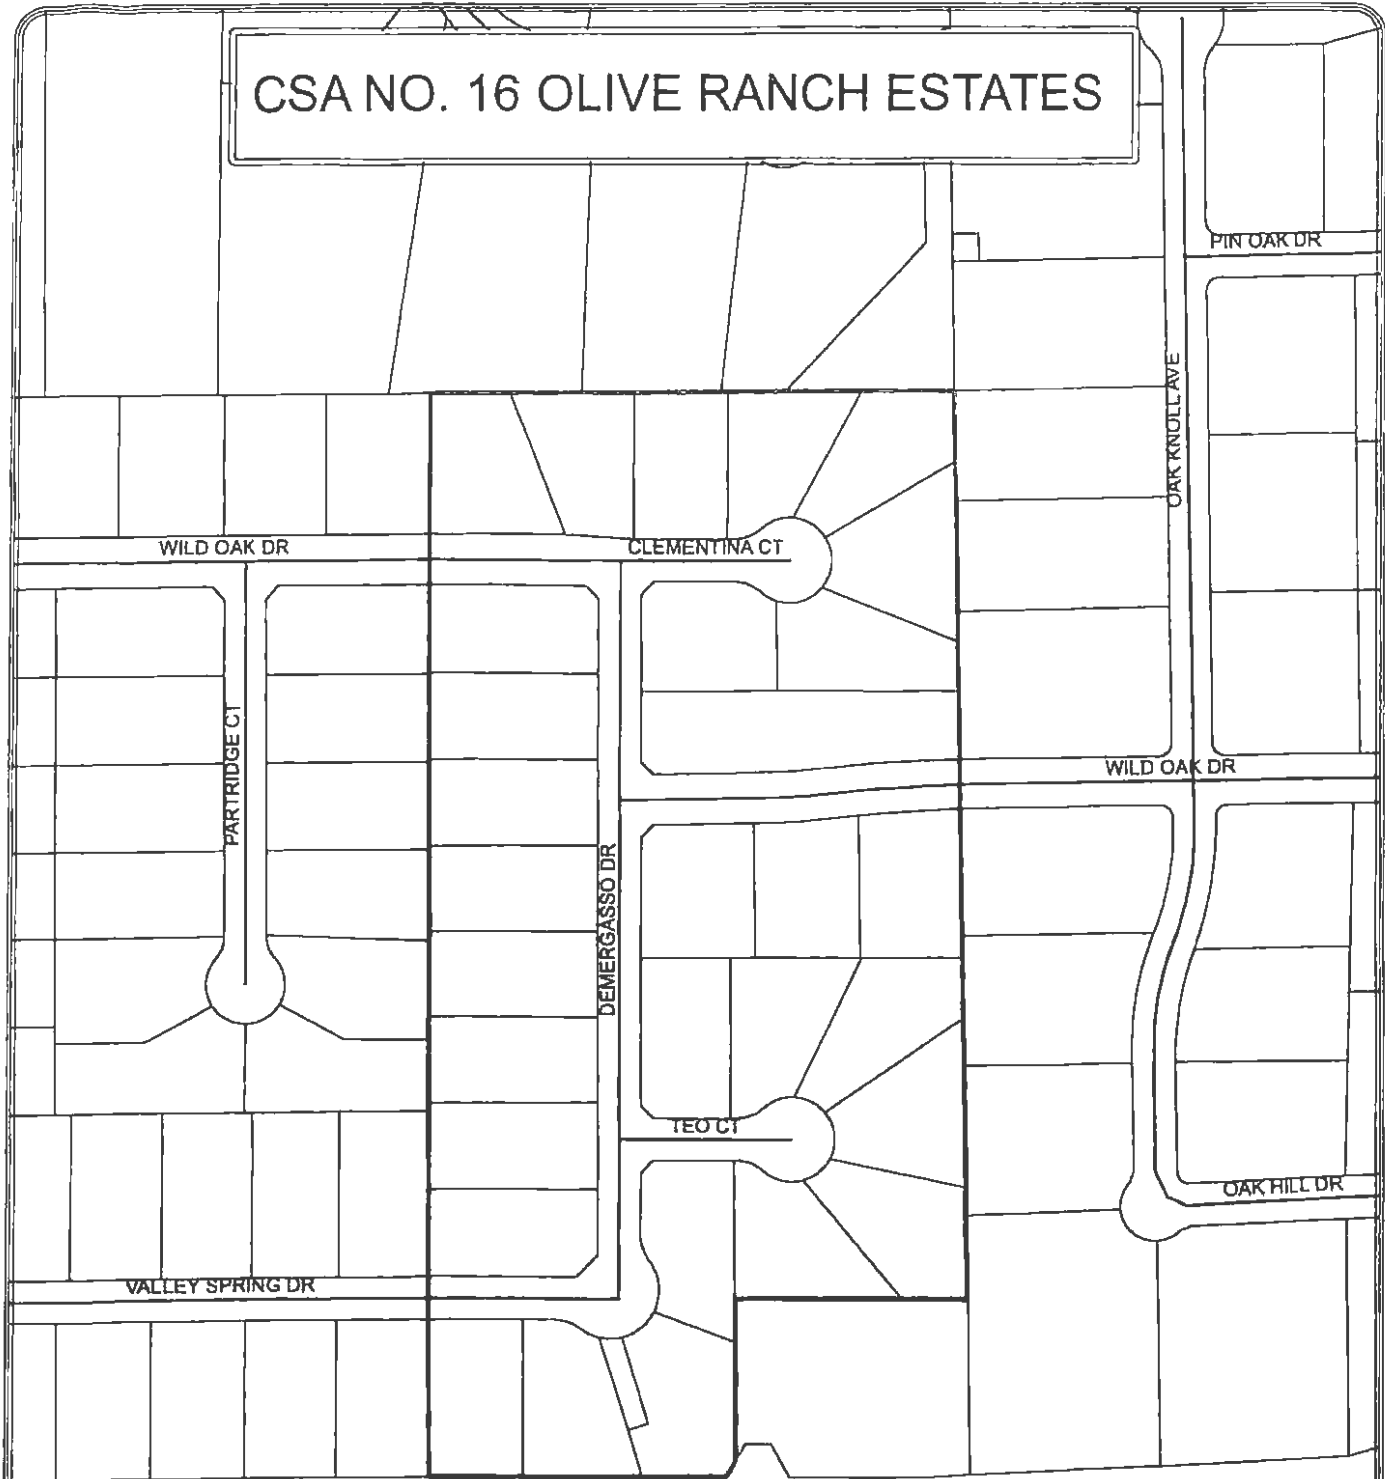 CSA NO. 16 OLIVE RANCH ESTATES
PIN OAK DR
OAK KNOLL AVE
WILD OAK DR
CLEMENTINA CT
PARTRIDGE CT
WILD OAK DR
DEMERGASSO DR
TEO CT
OAK HILL DR
VALLEY SPRING DR